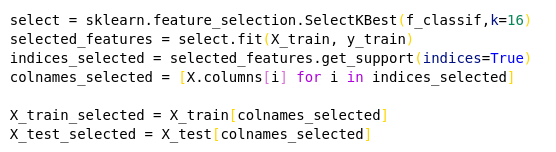 select = sklearn.feature_selection.SelectKBest(f_classif,k=16)
selected_features = select.fit(X_train, y_train)
indices_selected = selected_features.get_support(indices=True)
colnames_selected = [X.columns[i] for i in indices_selected]

X_train_selected = X_train[colnames_selected]
X_test_selected = X_test[colnames_selected]